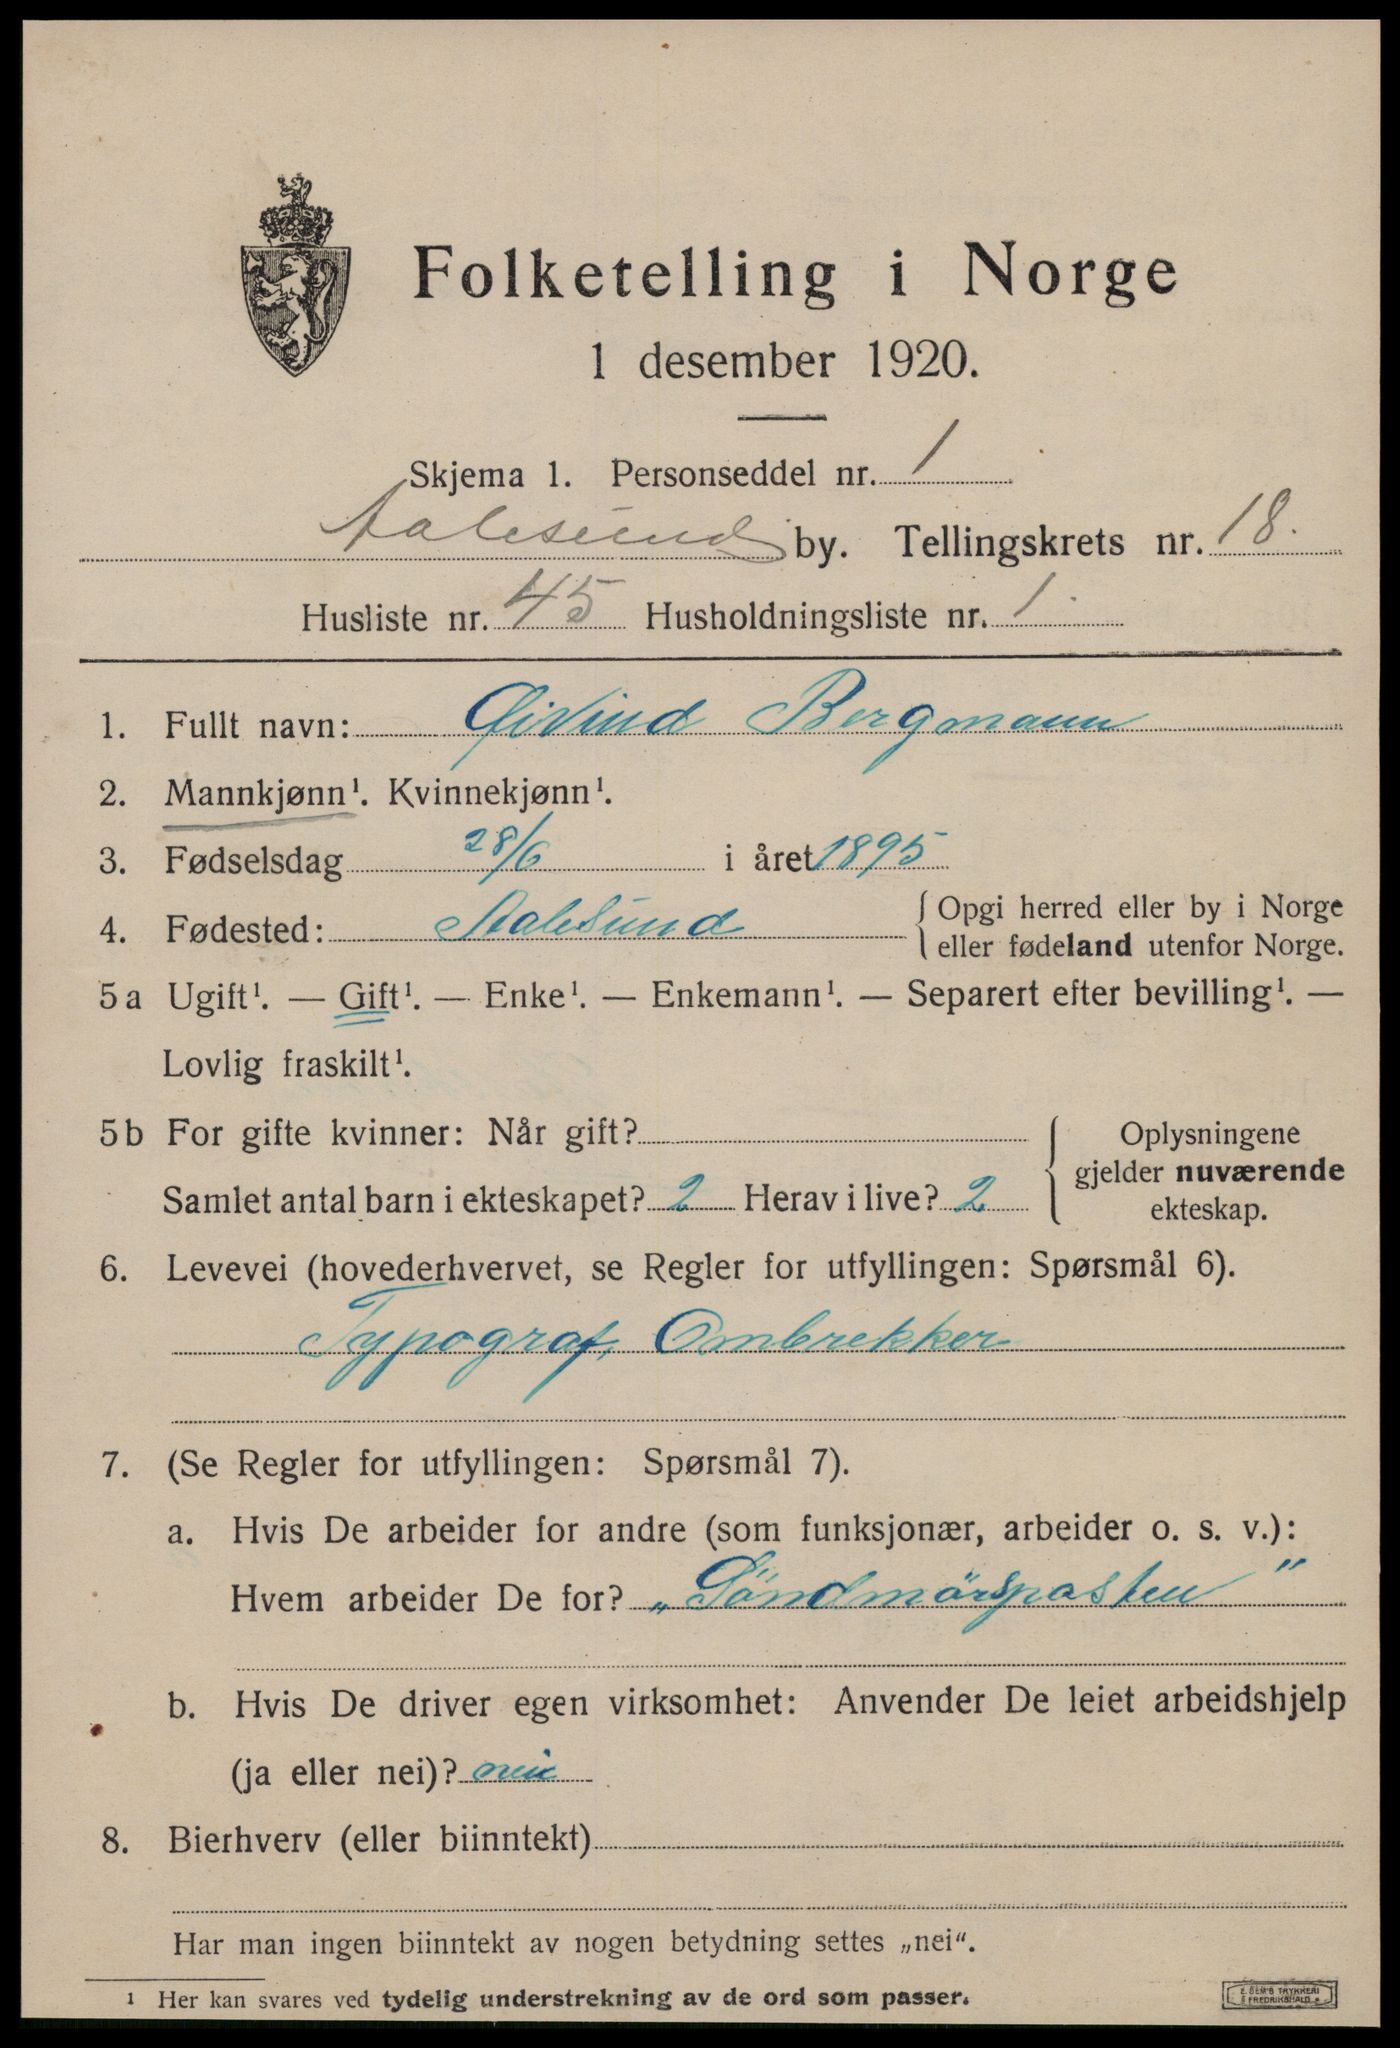 Folketelling i Norge
1 desember 1920.
Skjema 1. Personseddel nr. 1
Aalesund by. Tellingskrets nr. 18.
Husliste nr. 45 Husholdningsliste nr. 1.
1. Fullt navn: Øivind Bergmann
2. Mannkjønn¹. Kvinnekjønn¹.
3. Fødselsdag 28/6 i året 1895
4. Fødested: Aalesund { Opgi herred eller by i Norge
eller fødeland utenfor Norge.
5a Ugift¹. — Gift¹. — Enke¹. — Enkemann¹. — Separert efter bevilling¹. —
Lovlig fraskilt¹.
5b For gifte kvinner: Når gift?
Samlet antal barn i ekteskapet? 2 Herav i live? 2
{ Oplysningene
gjelder nuværende
ekteskap.
6. Levevei (hovederhvervet, se Regler for utfyllingen: Spørsmål 6).
Typograf, Ombrekker
7. (Se Regler for utfyllingen: Spørsmål 7).
a. Hvis De arbeider for andre (som funksjonær, arbeider o. s. v.):
Hvem arbeider De for? „Söndmörsposten"
b. Hvis De driver egen virksomhet: Anvender De leiet arbeidshjelp
(ja eller nei)? nei
8. Bierhverv (eller biinntekt)
Har man ingen biinntekt av nogen betydning settes „nei“.
¹ Her kan svares ved tydelig understrekning av de ord som passer.
E. SEM'S TRYKKERI
FREDRIKSHALD